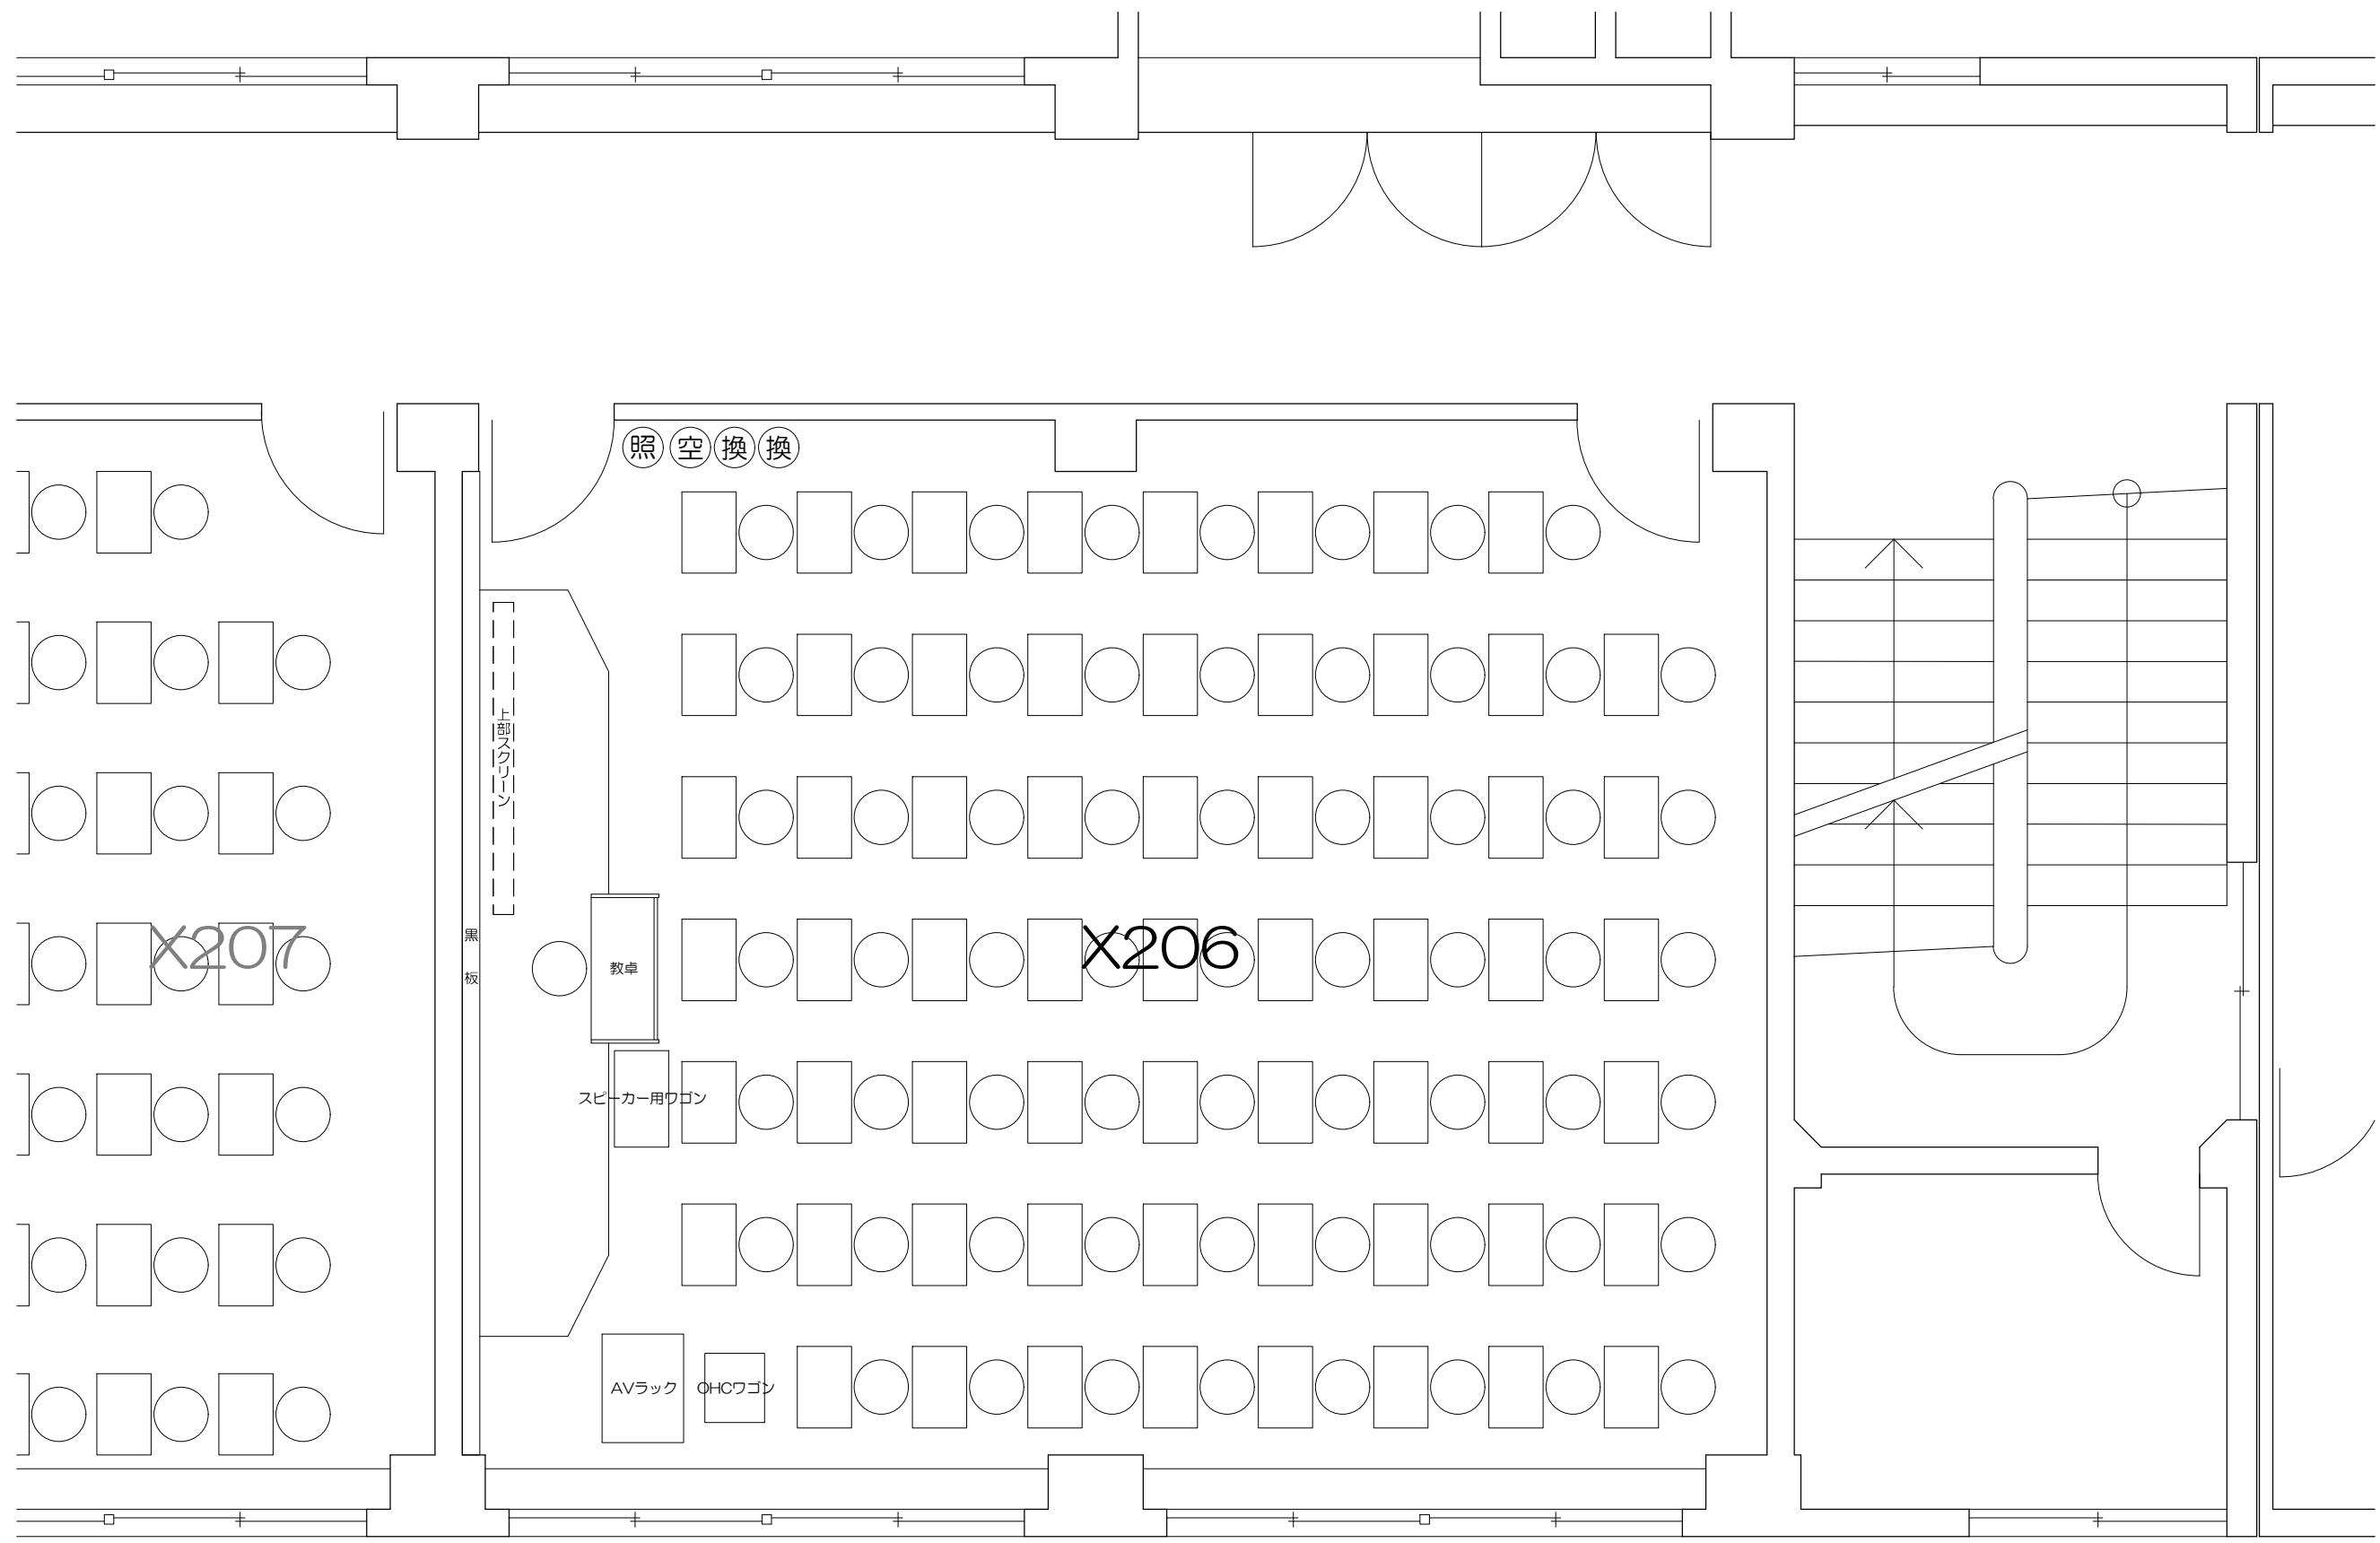 照 空 換 換
上部スクリーン
X207
黒板
教卓
X206
スピーカー用ワゴン
AVラック
OHCワゴン